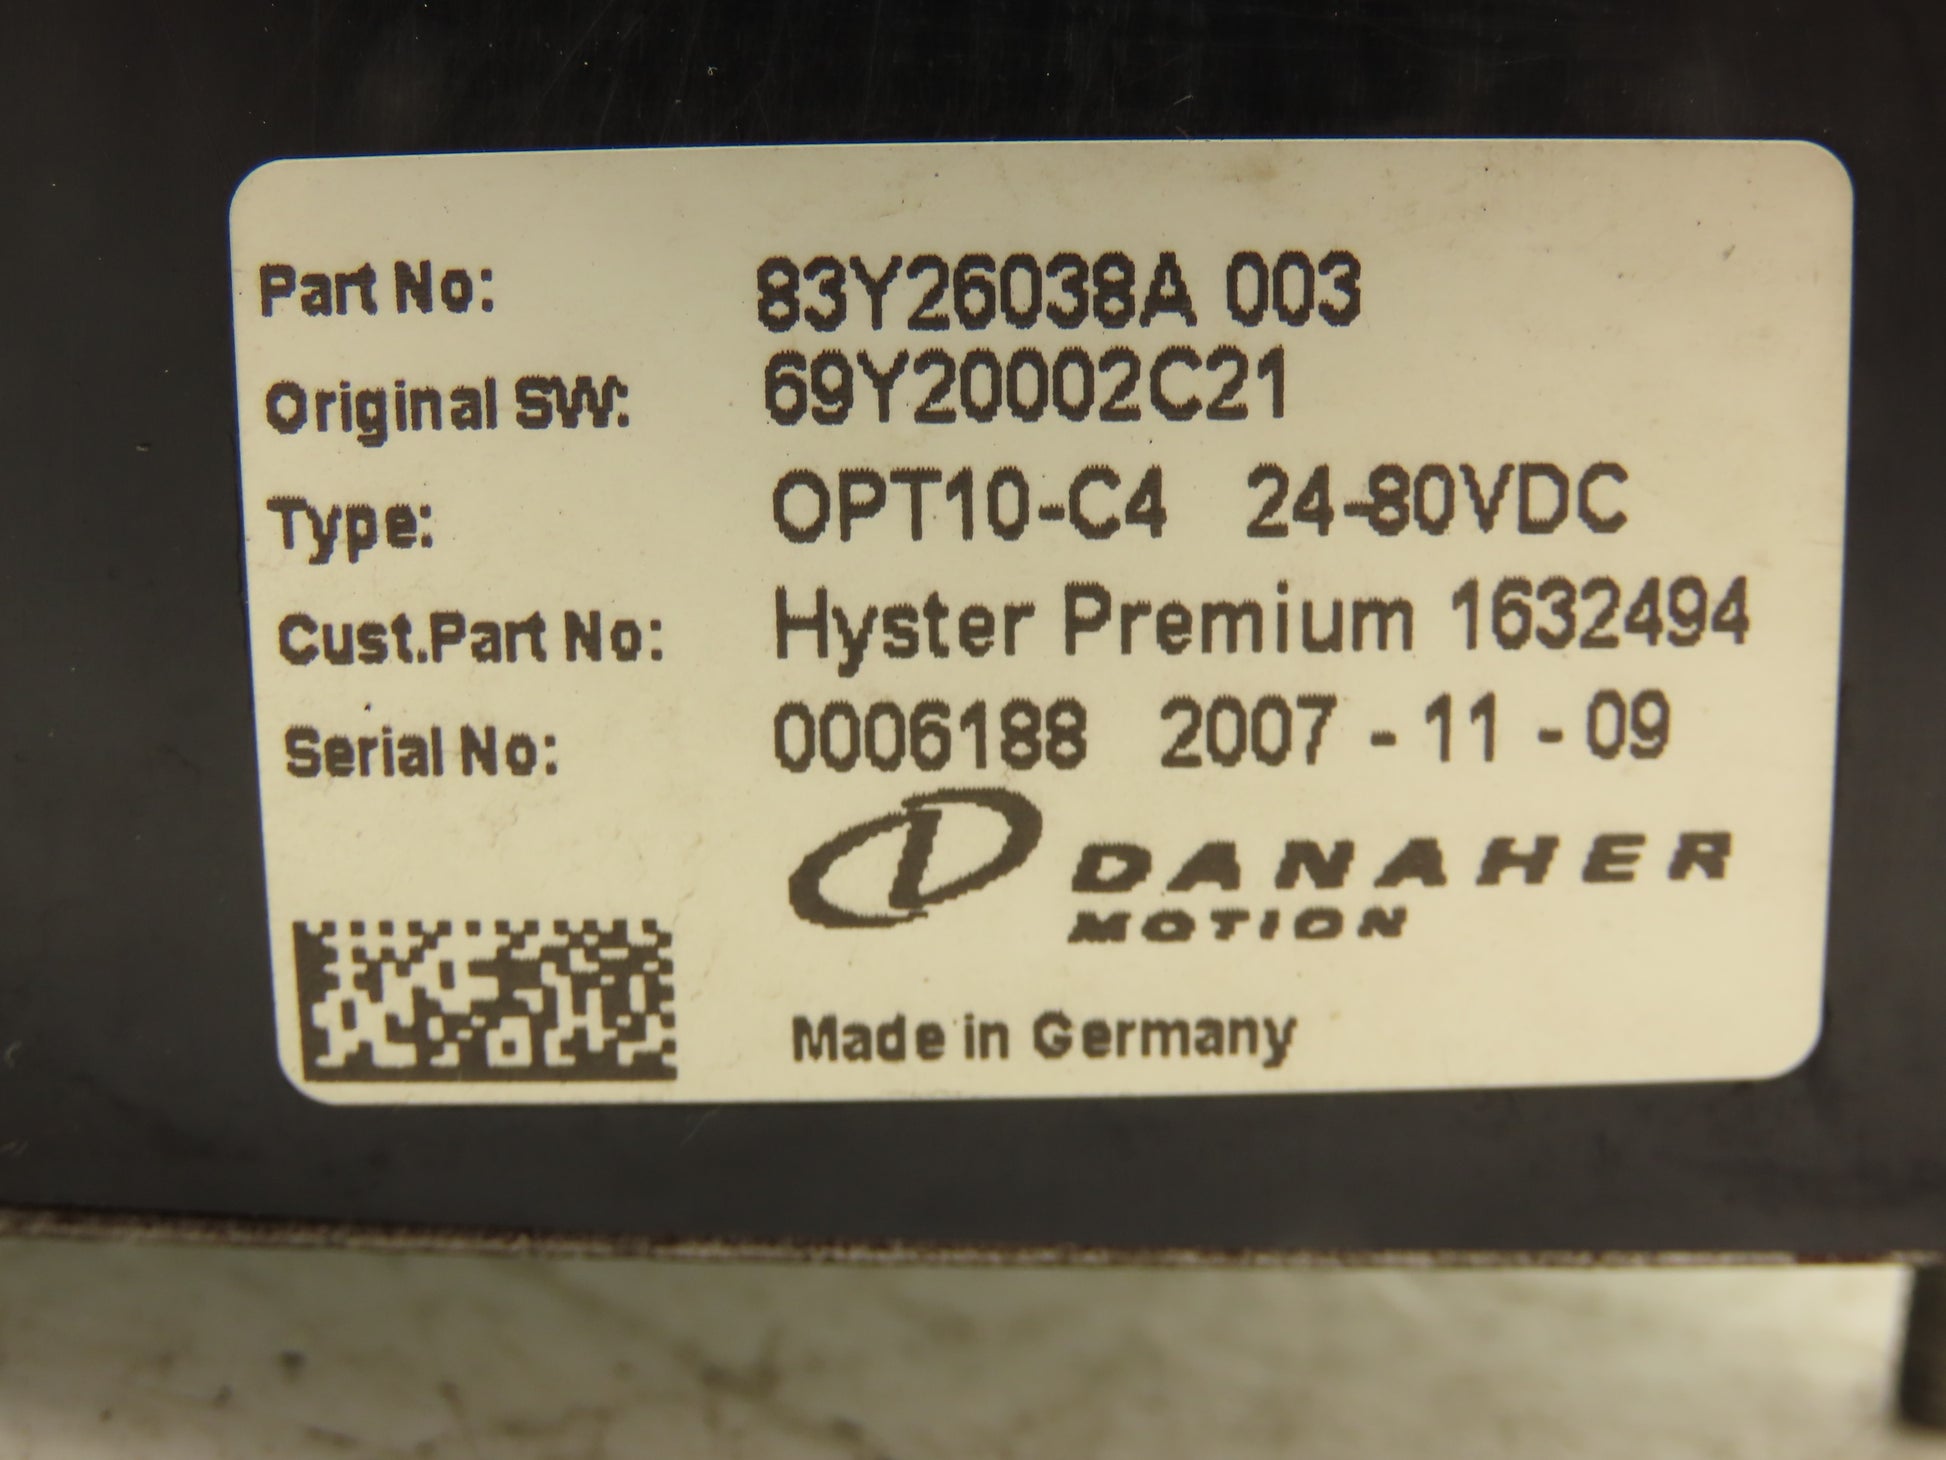 Part No: 83Y26038A 003
Original SW: 69Y20002C21
Type: OPT10-C4 24-80VDC
Cust.Part No: Hyster Premium 1632494
Serial No: 0006188 2007 - 11 - 09
DANAHER
MOTION
Made in Germany